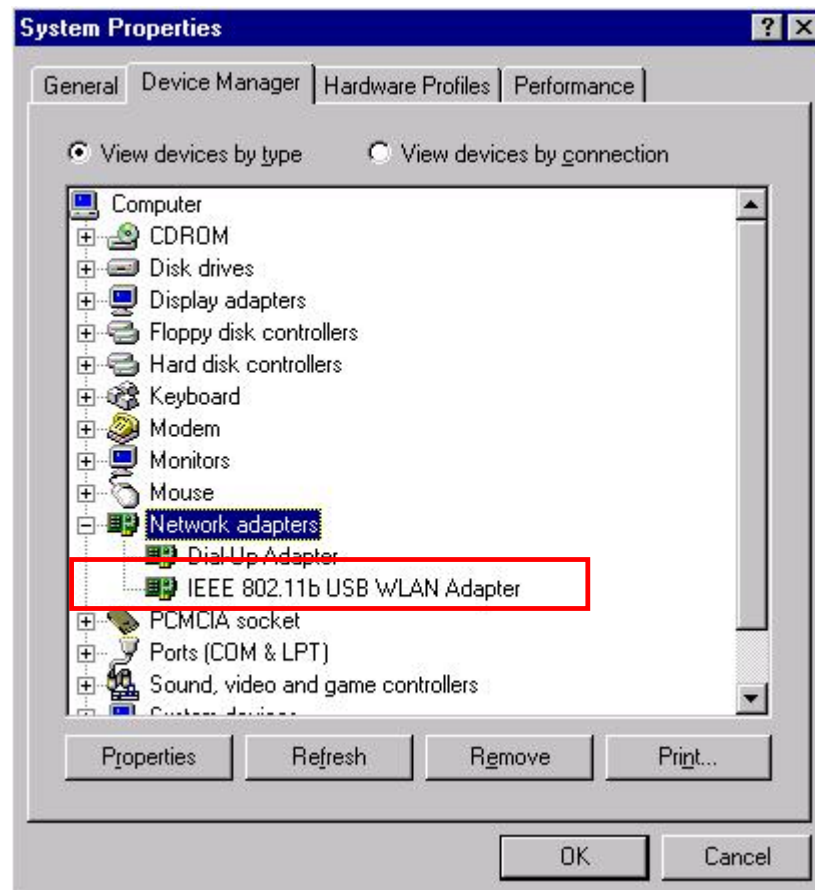 System Properties
General Device Manager Hardware Profiles Performance
View devices by type View devices by connection
Computer
CDROM
Disk drives
Display adapters
Floppy disk controllers
Hard disk controllers
Keyboard
Modem
Monitors
Mouse
Network adapters
Dial-Up Adapter
IEEE 802.11b USB WLAN Adapter
PCMCIA socket
Ports (COM & LPT)
Sound, video and game controllers
System devices
Properties Refresh Remove Print...
OK Cancel